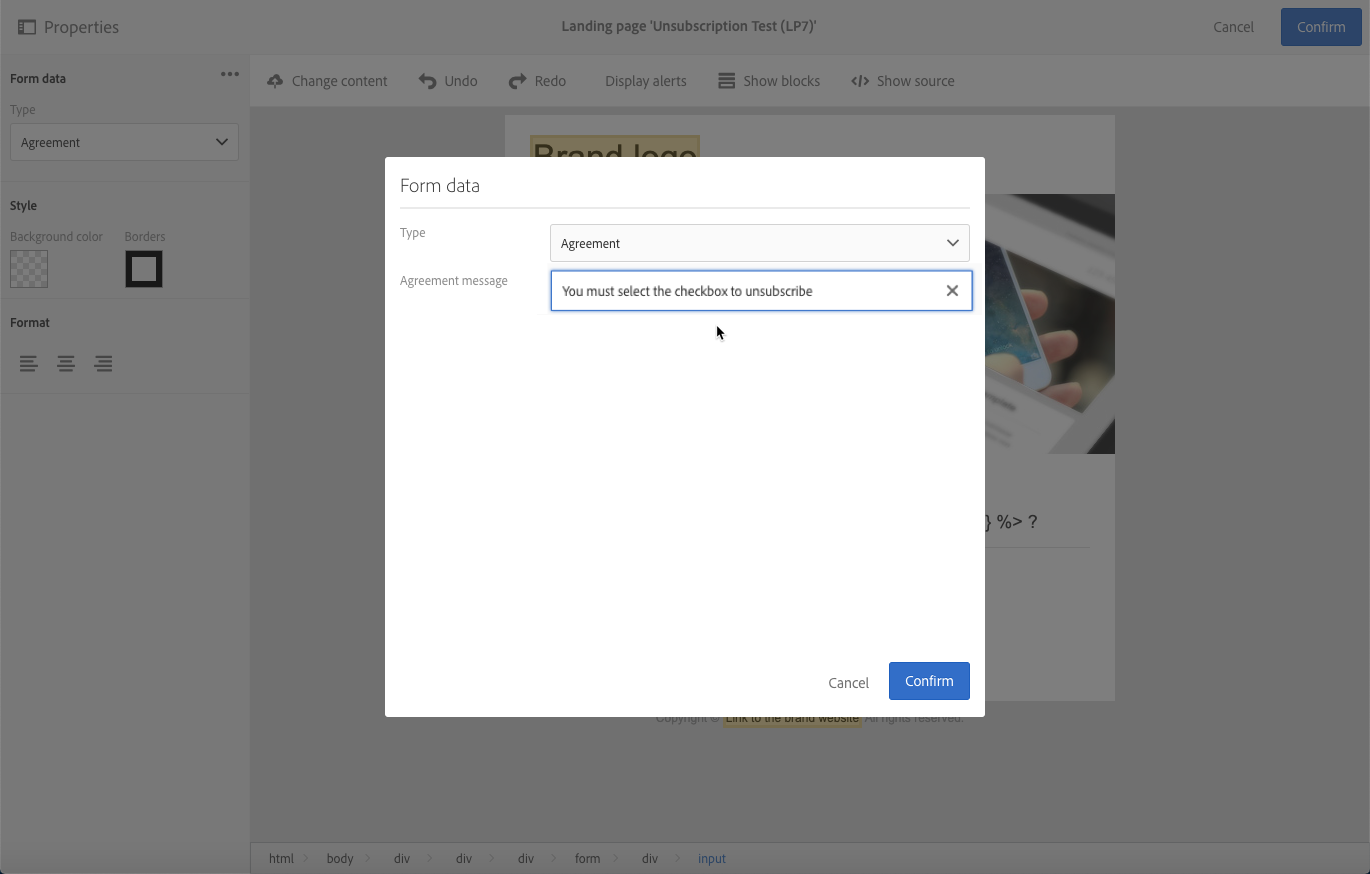 Properties
Landing page 'Unsubscription Test (LP7)'
Cancel
Confirm
Form data
Type
Agreement
Style
Background color
Borders
Format
Change content
Undo
Redo
Display alerts
Show blocks
Show source
Brand logo
Form data
Type
Agreement
Agreement message
You must select the checkbox to unsubscribe
Cancel
Confirm
} %> ?
Copyright © Link to the brand website All rights reserved.
html
body
div
div
div
form
div
input